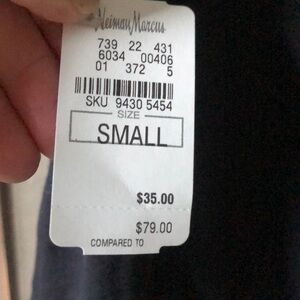 Neiman Marcus
739 22 431
6034 00406
01 372 5
SKU 9430 5454
SIZE
SMALL
$35.00
$79.00
COMPARED TO